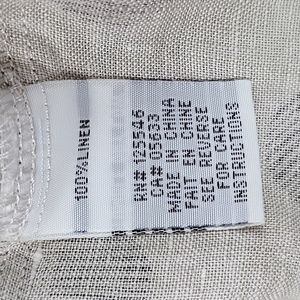 100% LINEN
RN# 125546
CA# 05633
MADE IN CHINA
FAIT EN CHINE
SEE REVERSE
FOR CARE
INSTRUCTIONS